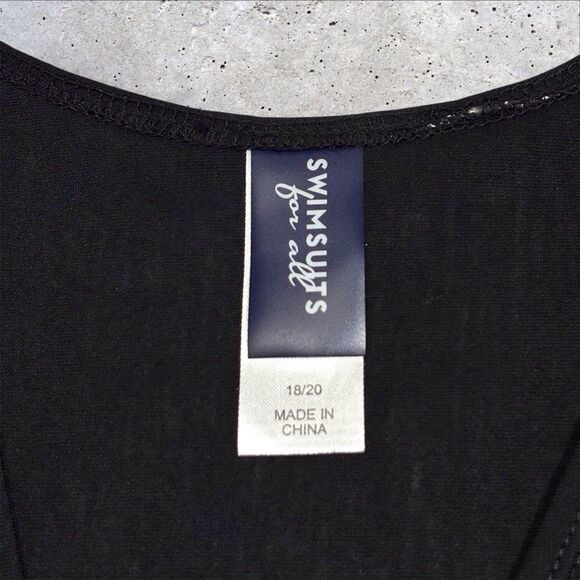 SWIMSUITS
for all
18/20
MADE IN
CHINA